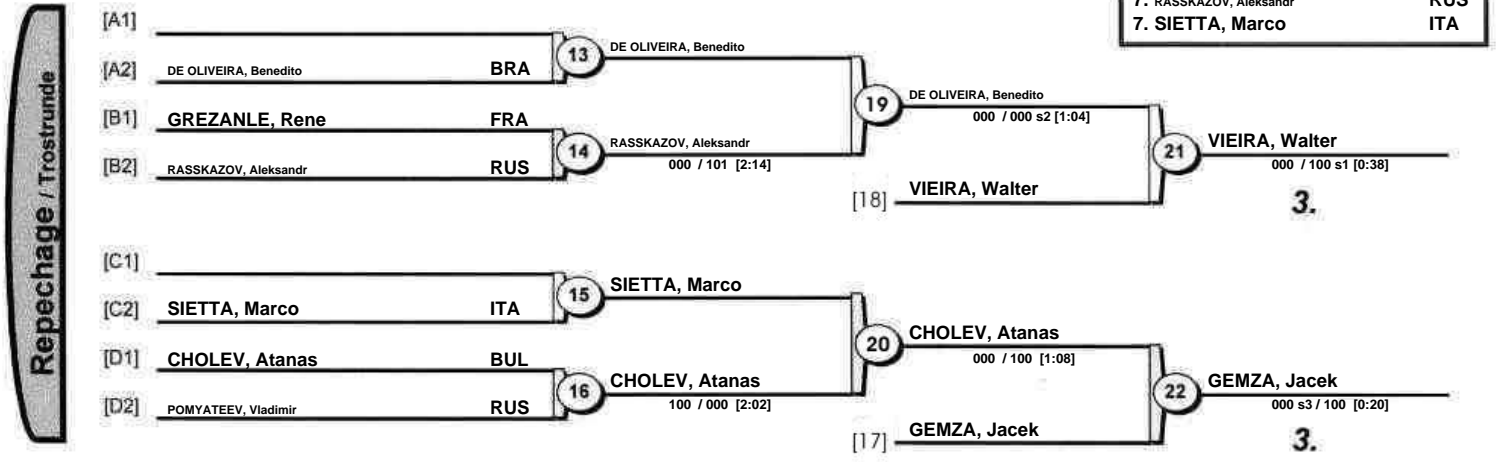 7. RASSKAZOV, Aleksandr RUS
7. SIETTA, Marco ITA
Repechage / Trostrunde
[A1]
[A2] DE OLIVEIRA, Benedito BRA
13
DE OLIVEIRA, Benedito
[B1] GREZANLE, Rene FRA
[B2] RASSKAZOV, Aleksandr RUS
14
RASSKAZOV, Aleksandr
000 / 101 [2:14]
19
DE OLIVEIRA, Benedito
000 / 000 s2 [1:04]
[18] VIEIRA, Walter
21
VIEIRA, Walter
000 / 100 s1 [0:38]
3.
[C1]
[C2] SIETTA, Marco ITA
15
SIETTA, Marco
[D1] CHOLEV, Atanas BUL
[D2] POMYATEEV, Vladimir RUS
16
CHOLEV, Atanas
100 / 000 [2:02]
20
CHOLEV, Atanas
000 / 100 [1:08]
[17] GEMZA, Jacek
22
GEMZA, Jacek
000 s3 / 100 [0:20]
3.